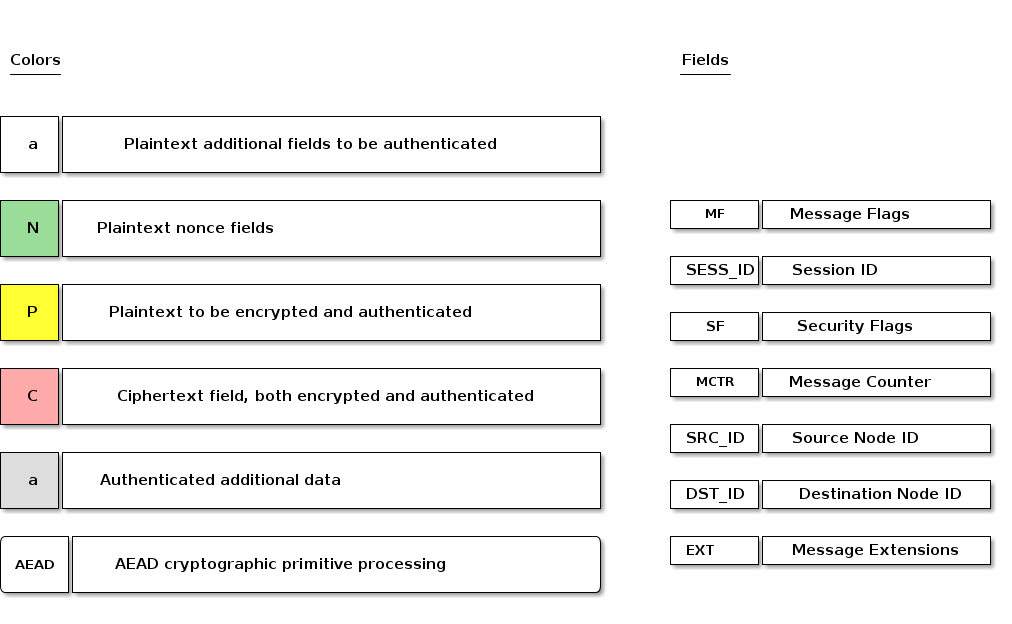 Colors
a Plaintext additional fields to be authenticated
N Plaintext nonce fields
P Plaintext to be encrypted and authenticated
C Ciphertext field, both encrypted and authenticated
a Authenticated additional data
AEAD AEAD cryptographic primitive processing
Fields
MF Message Flags
SESS_ID Session ID
SF Security Flags
MCTR Message Counter
SRC_ID Source Node ID
DST_ID Destination Node ID
EXT Message Extensions